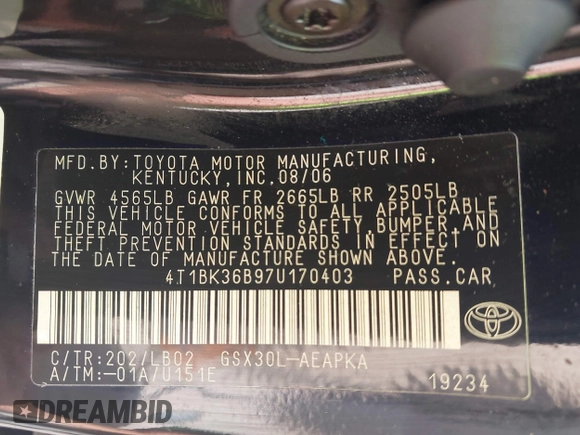 MFD.BY:TOYOTA MOTOR MANUFACTURING,
KENTUCKY,INC.08/06
GVWR 4565LB GAWR FR 2665LB RR 2505LB
THIS VEHICLE CONFORMS TO ALL APPLICABLE
FEDERAL MOTOR VEHICLE SAFETY,BUMPER,AND
THEFT PREVENTION STANDARDS IN EFFECT ON
THE DATE OF MANUFACTURE SHOWN ABOVE.
4T1BK36B97U170403 PASS.CAR
C/TR:202/LB02 GSX30L-AEAPKA
A/TM:-01A/U151E
TOYOTA
19234
DREAMBID